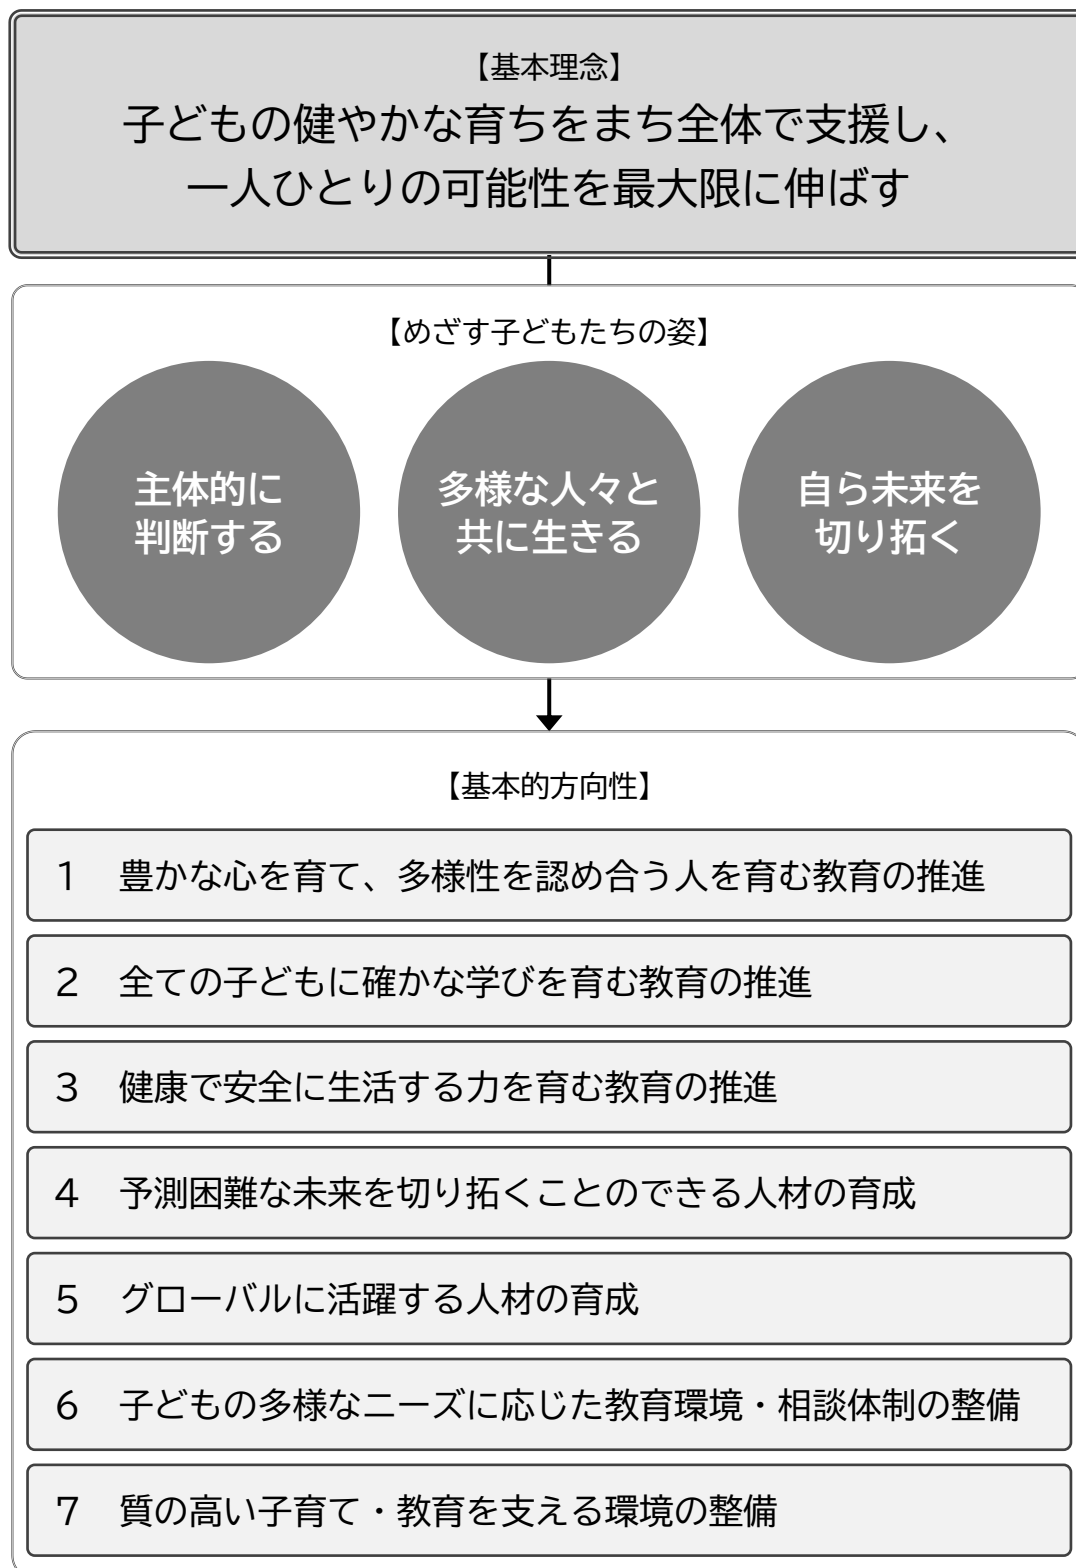 【基本理念】
子どもの健やかな育ちをまち全体で支援し、
一人ひとりの可能性を最大限に伸ばす
【めざす子どもたちの姿】
主体的に
判断する
多様な人々と
共に生きる
自ら未来を
切り拓く
【基本的方向性】
1　豊かな心を育て、多様性を認め合う人を育む教育の推進
2　全ての子どもに確かな学びを育む教育の推進
3　健康で安全に生活する力を育む教育の推進
4　予測困難な未来を切り拓くことのできる人材の育成
5　グローバルに活躍する人材の育成
6　子どもの多様なニーズに応じた教育環境・相談体制の整備
7　質の高い子育て・教育を支える環境の整備